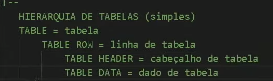 !--
HIERARQUIA DE TABELAS (simples)
TABLE = tabela
TABLE ROW = linha de tabela
TABLE HEADER = cabeçalho de tabela
TABLE DATA = dado de tabela